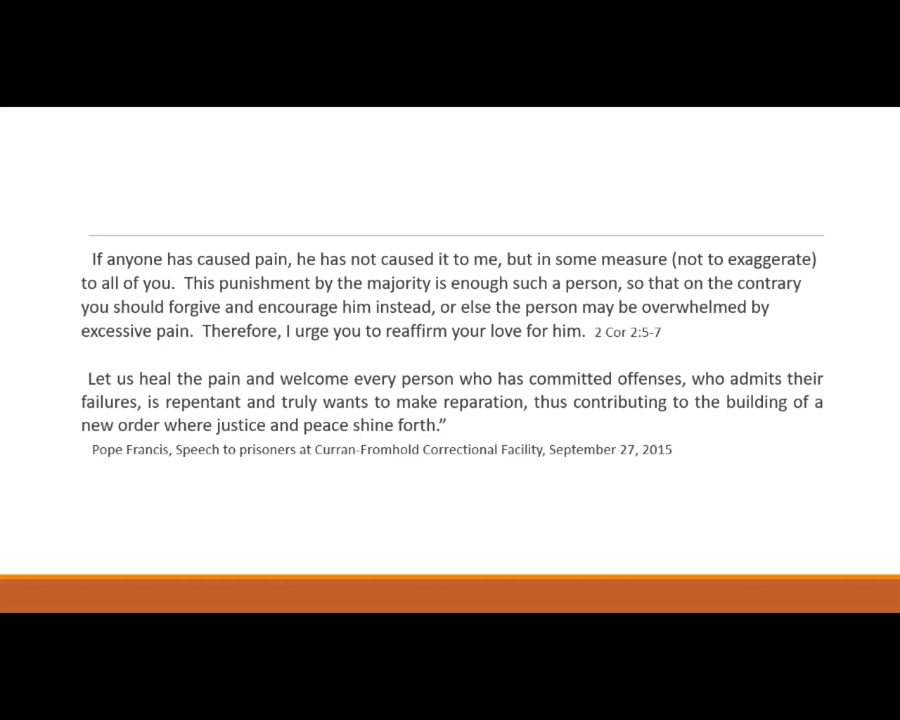 If anyone has caused pain, he has not caused it to me, but in some measure (not to exaggerate)
to all of you.  This punishment by the majority is enough such a person, so that on the contrary
you should forgive and encourage him instead, or else the person may be overwhelmed by
excessive pain.  Therefore, I urge you to reaffirm your love for him.  2 Cor 2:5-7
Let us heal the pain and welcome every person who has committed offenses, who admits their
failures, is repentant and truly wants to make reparation, thus contributing to the building of a
new order where justice and peace shine forth.”
Pope Francis, Speech to prisoners at Curran-Fromhold Correctional Facility, September 27, 2015